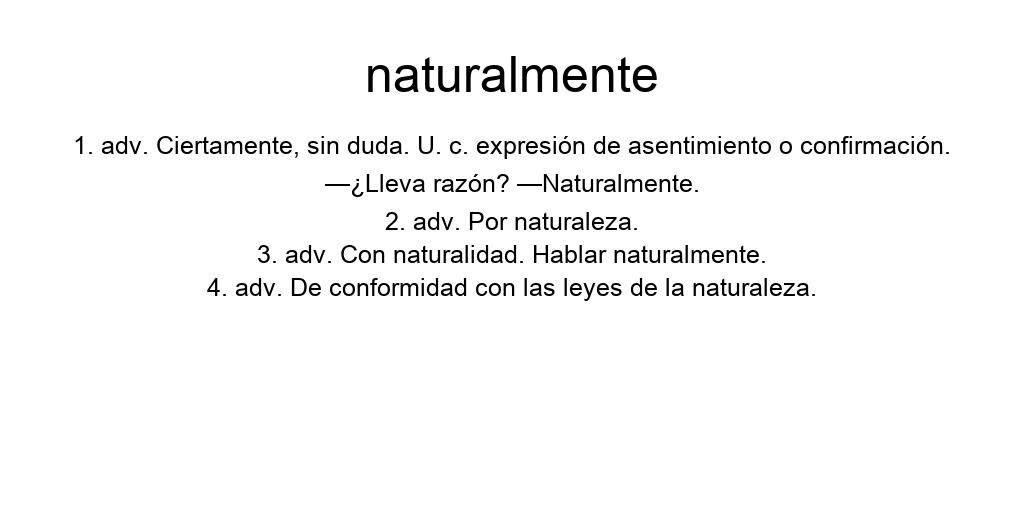 naturalmente
1. adv. Ciertamente, sin duda. U. c. expresión de asentimiento o confirmación.
—¿Lleva razón? —Naturalmente.
2. adv. Por naturaleza.
3. adv. Con naturalidad. Hablar naturalmente.
4. adv. De conformidad con las leyes de la naturaleza.